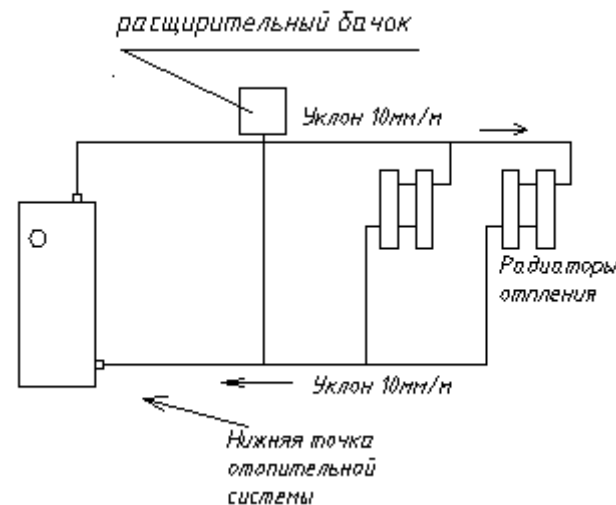 расщирительный бачок
Уклон 10мм/м
Радиаторы
отпления
Уклон 10мм/м
Нижняя точка
отопительной
системы